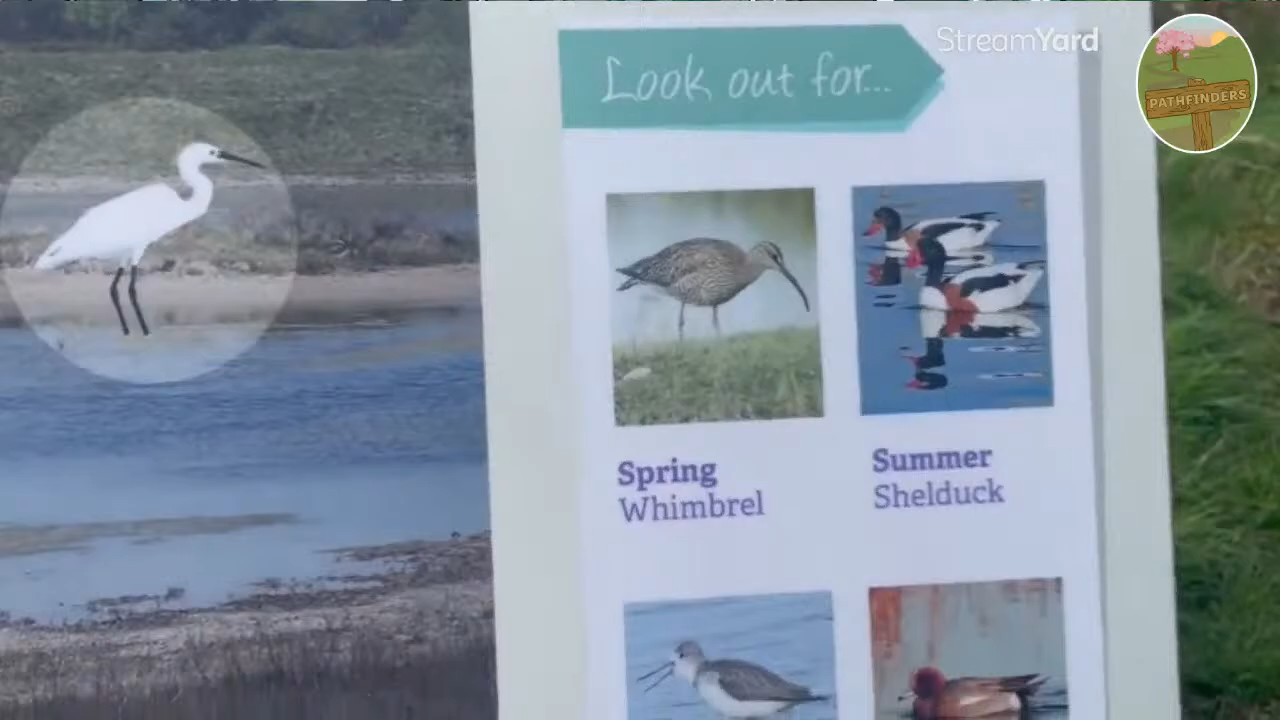 StreamYard
Look out for...
PATHFINDERS
Spring
Whimbrel
Summer
Shelduck